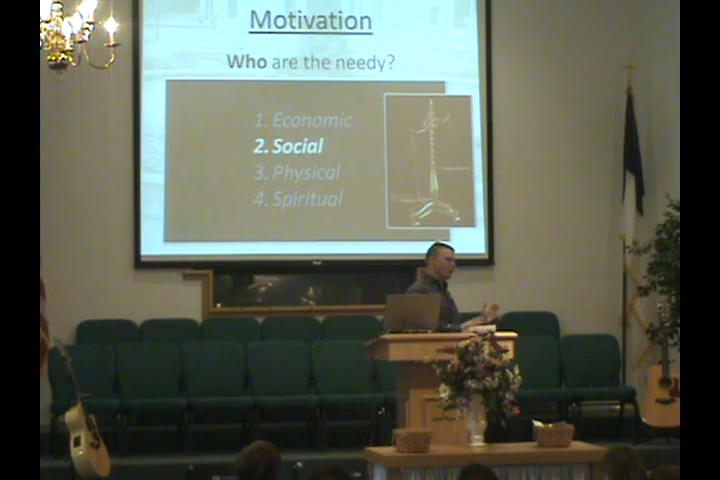 Motivation
Who are the needy?
1. Economic
2. Social
3. Physical
4. Spiritual